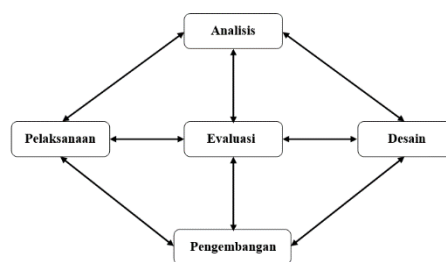 Analisis
Pelaksanaan
Evaluasi
Desain
Pengembangan